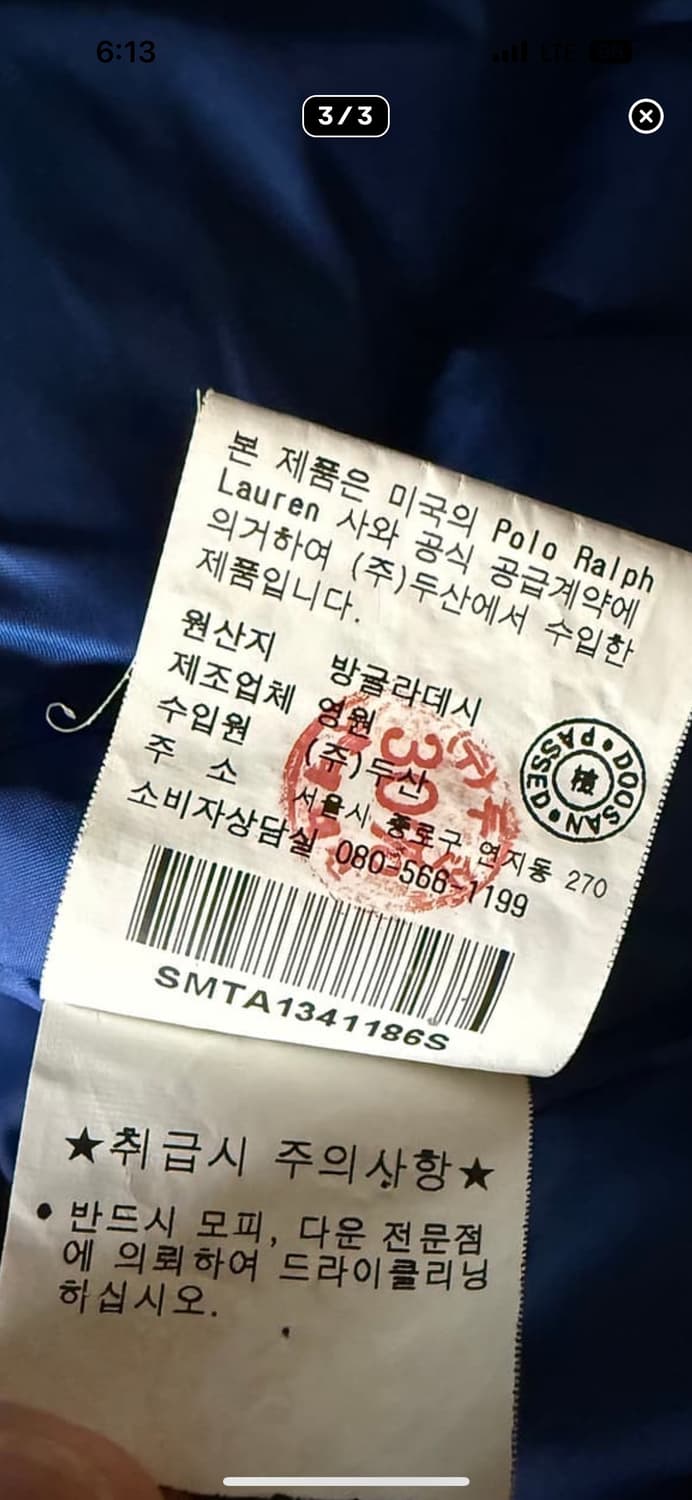 6:13
LTE
3/3
본 제품은 미국의 Polo Ralph
Lauren 사와 공식 공급계약에
의거하여 (주)두산에서 수입한
제품입니다.
원산지 방글라데시
제조업체 영원
수입원 (주)두산
주 소 서울시 종로구 연지동 270
소비자상담실 080-568-1199
DOOSAN PASSED
檢
30
SMTA1341186S
★취급시 주의사항★
• 반드시 모피, 다운 전문점
에 의뢰하여 드라이클리닝
하십시오.